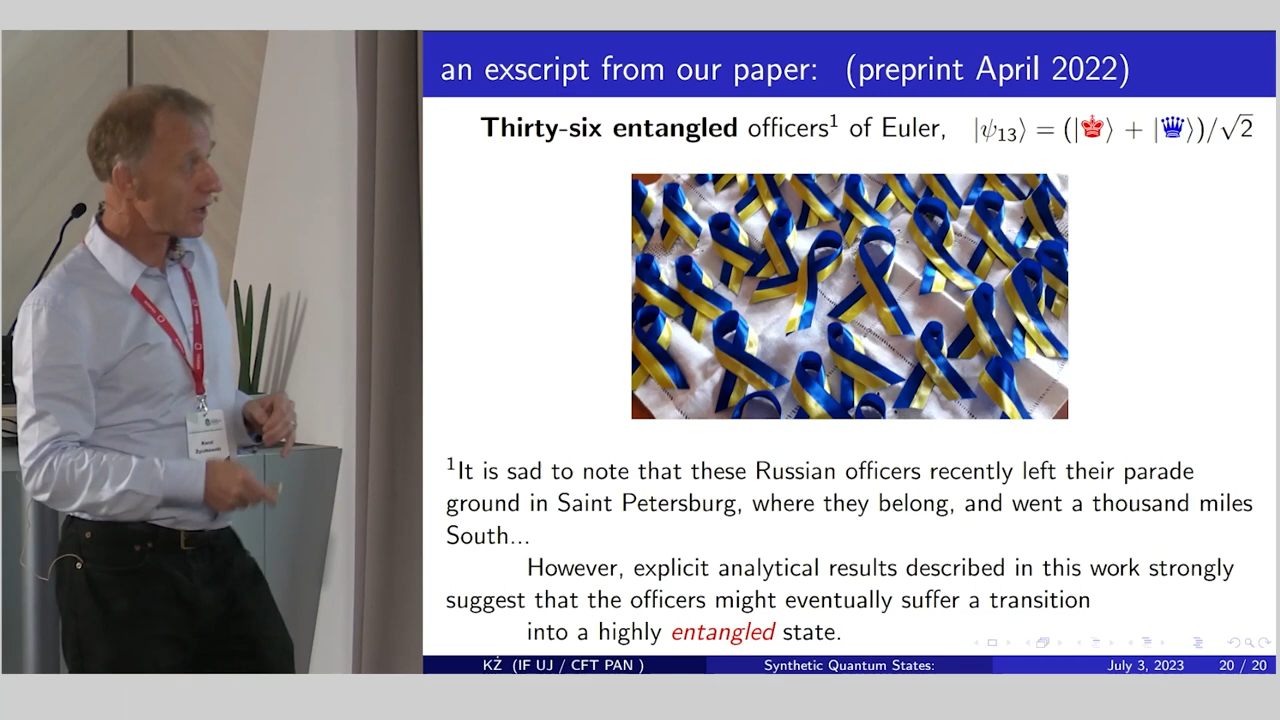 an exscript from our paper: (preprint April 2022)
Thirty-six entangled officers¹ of Euler, |ψ₁₃⟩ = (|♚⟩ + |♛⟩)/√2
¹It is sad to note that these Russian officers recently left their parade
ground in Saint Petersburg, where they belong, and went a thousand miles
South...
However, explicit analytical results described in this work strongly
suggest that the officers might eventually suffer a transition
into a highly entangled state.
KŻ (IF UJ / CFT PAN )
Synthetic Quantum States:
July 3, 2023
20 / 20
Karol
Życzkowski